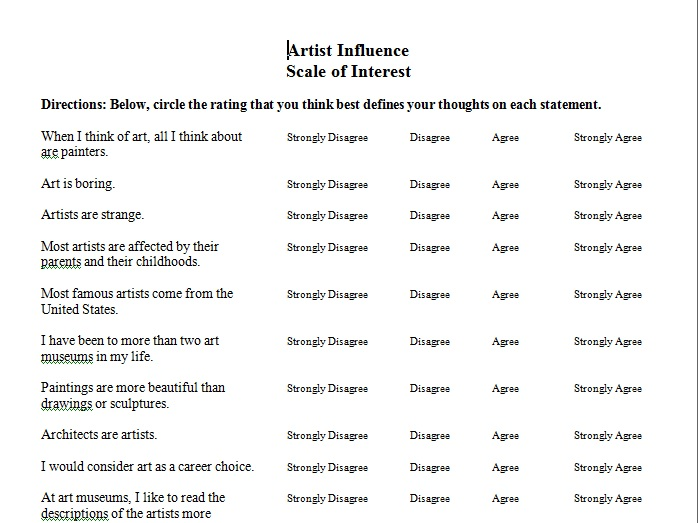 Artist Influence
Scale of Interest
Directions: Below, circle the rating that you think best defines your thoughts on each statement.
When I think of art, all I think about Strongly Disagree Disagree Agree Strongly Agree
are painters.
Art is boring. Strongly Disagree Disagree Agree Strongly Agree
Artists are strange. Strongly Disagree Disagree Agree Strongly Agree
Most artists are affected by their Strongly Disagree Disagree Agree Strongly Agree
parents and their childhoods.
Most famous artists come from the Strongly Disagree Disagree Agree Strongly Agree
United States.
I have been to more than two art Strongly Disagree Disagree Agree Strongly Agree
museums in my life.
Paintings are more beautiful than Strongly Disagree Disagree Agree Strongly Agree
drawings or sculptures.
Architects are artists. Strongly Disagree Disagree Agree Strongly Agree
I would consider art as a career choice. Strongly Disagree Disagree Agree Strongly Agree
At art museums, I like to read the Strongly Disagree Disagree Agree Strongly Agree
descriptions of the artists more